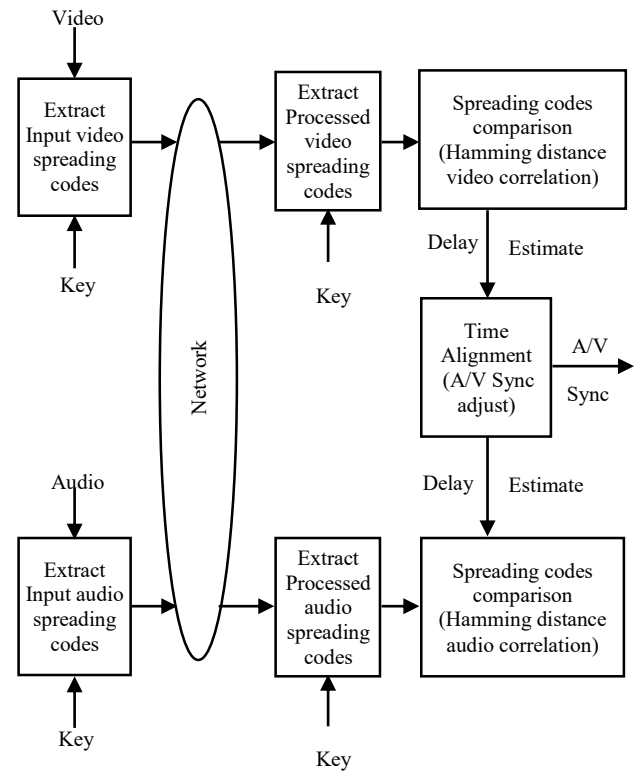 Video
Extract
Input video
spreading
codes
Key
Extract
Processed
video
spreading
codes
Key
Spreading codes
comparison
(Hamming distance
video correlation)
Delay Estimate
Network
Time
Alignment
(A/V Sync
adjust)
A/V
Sync
Delay Estimate
Audio
Extract
Input audio
spreading
codes
Key
Extract
Processed
audio
spreading
codes
Key
Spreading codes
comparison
(Hamming distance
audio correlation)